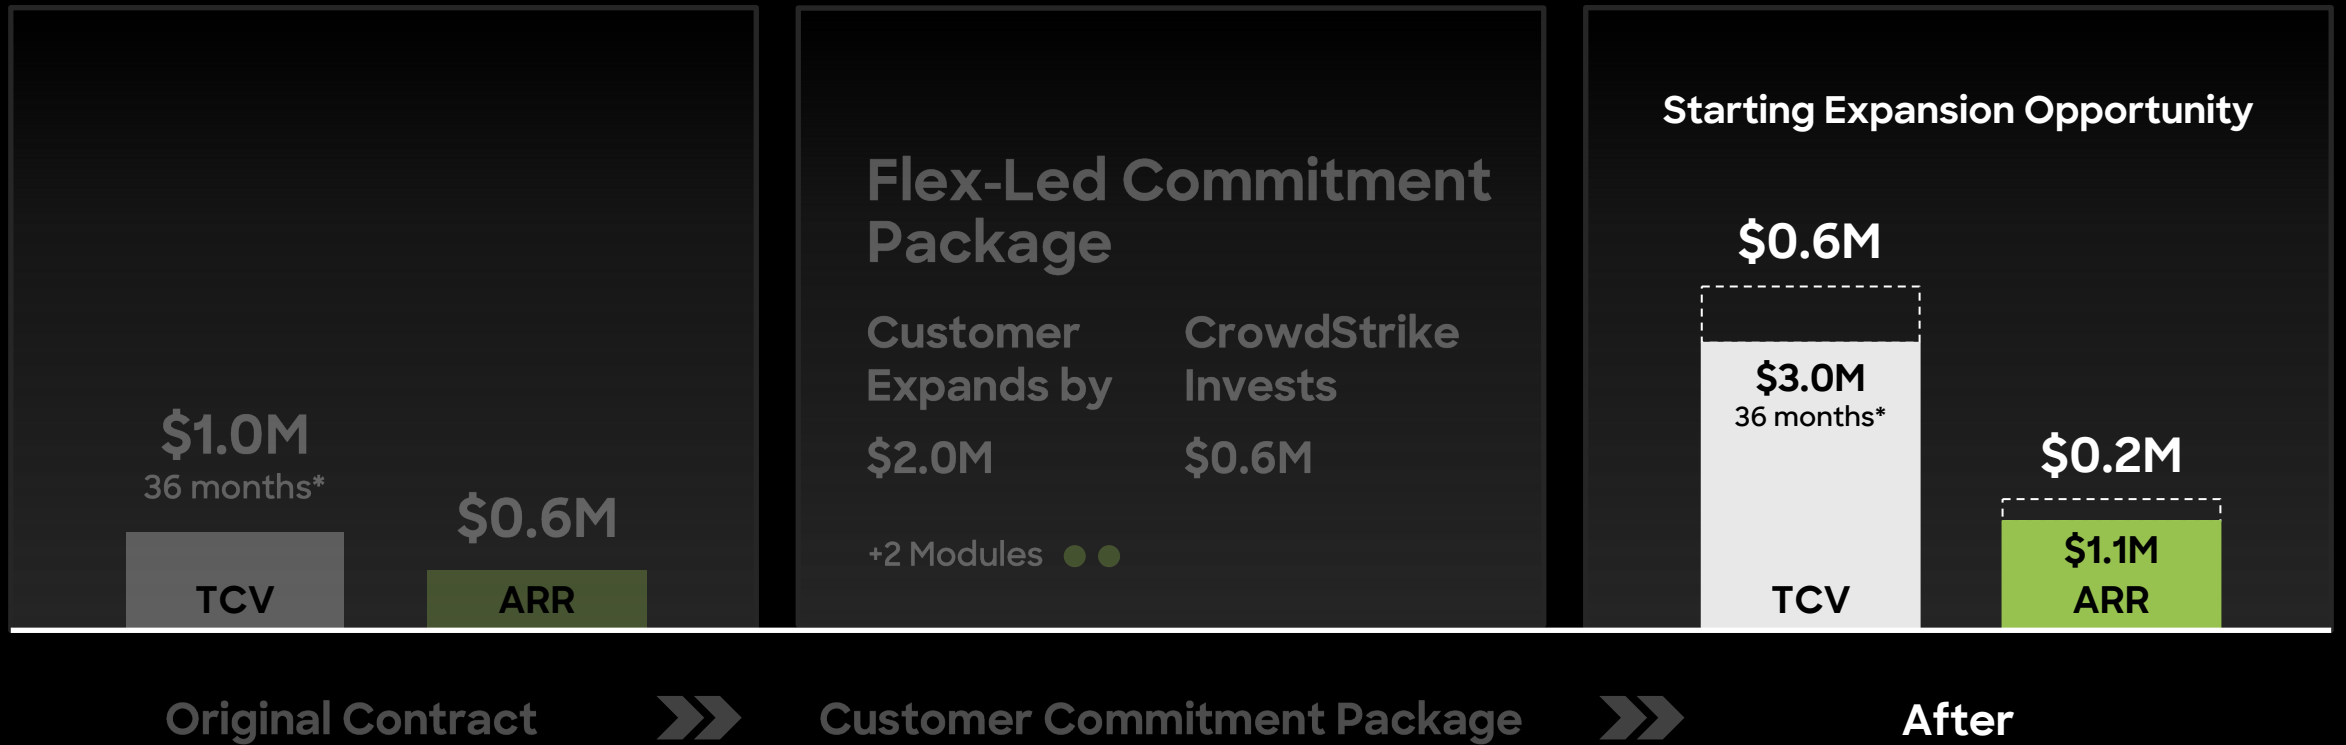 $1.0M
36 months*
TCV
$0.6M
ARR
Flex-Led Commitment
Package
Customer
Expands by
$2.0M
CrowdStrike
Invests
$0.6M
+2 Modules
Starting Expansion Opportunity
$0.6M
$3.0M
36 months*
TCV
$0.2M
$1.1M
ARR
Original Contract
Customer Commitment Package
After